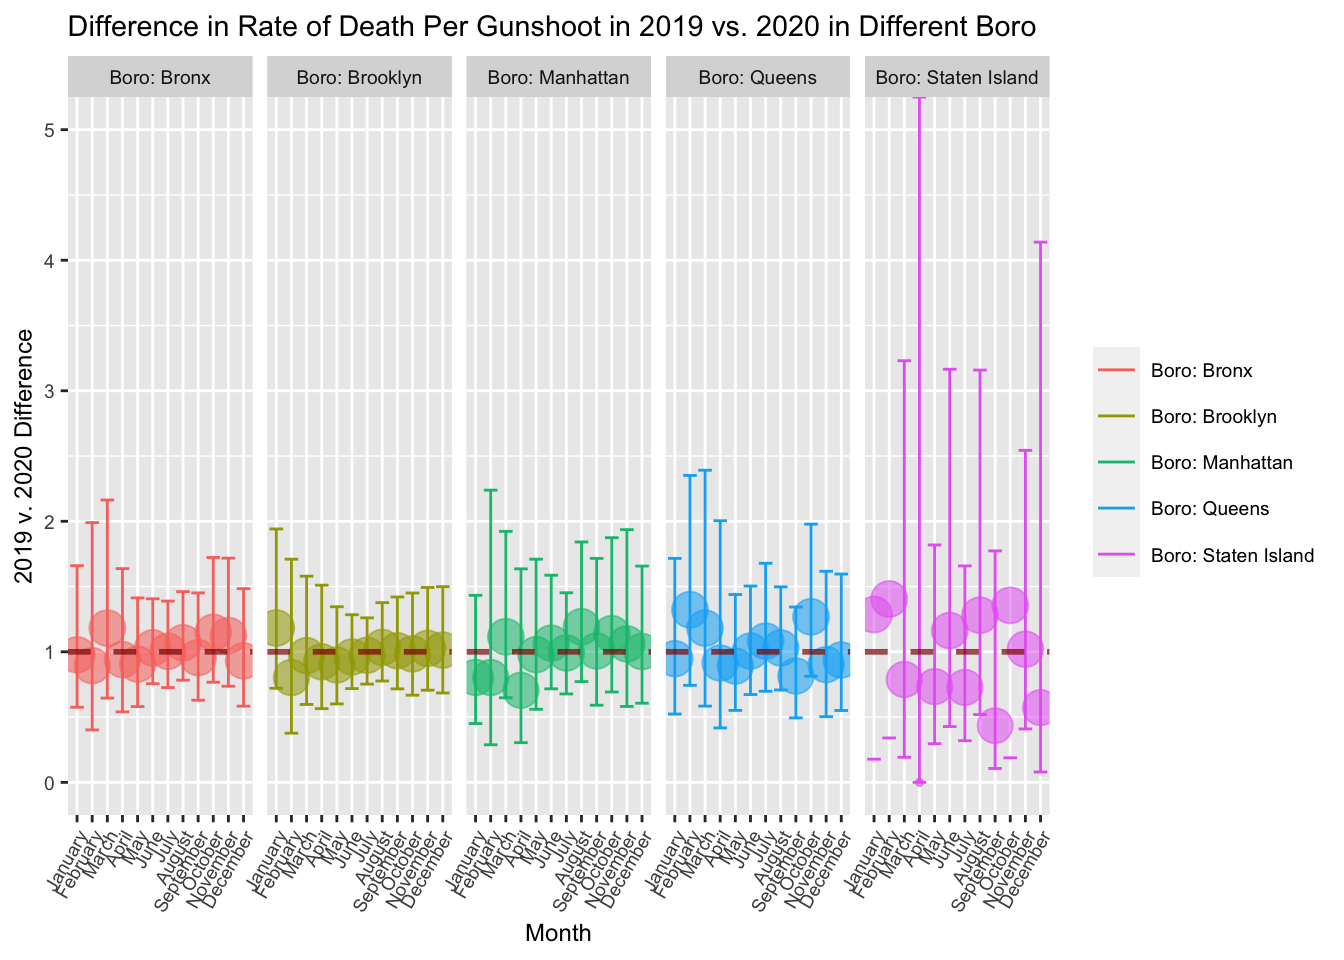 Difference in Rate of Death Per Gunshoot in 2019 vs. 2020 in Different Boro
Boro: Bronx
Boro: Brooklyn
Boro: Manhattan
Boro: Queens
Boro: Staten Island
5
4
3
2
1
0
2019 v. 2020 Difference
January
February
March
April
May
June
July
August
September
October
November
December
January
February
March
April
May
June
July
August
September
October
November
December
January
February
March
April
May
June
July
August
September
October
November
December
January
February
March
April
May
June
July
August
September
October
November
December
January
February
March
April
May
June
July
August
September
October
November
December
Month
Boro: Bronx
Boro: Brooklyn
Boro: Manhattan
Boro: Queens
Boro: Staten Island